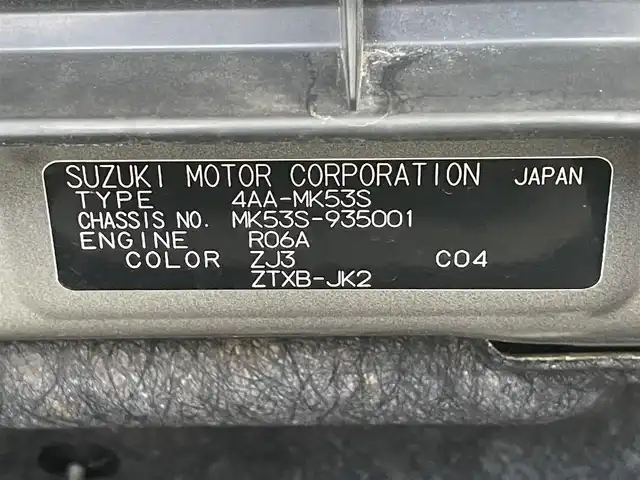 SUZUKI MOTOR CORPORATION JAPAN
TYPE 4AA-MK53S
CHASSIS NO. MK53S-935001
ENGINE R06A
COLOR ZJ3 C04
ZTXB-JK2